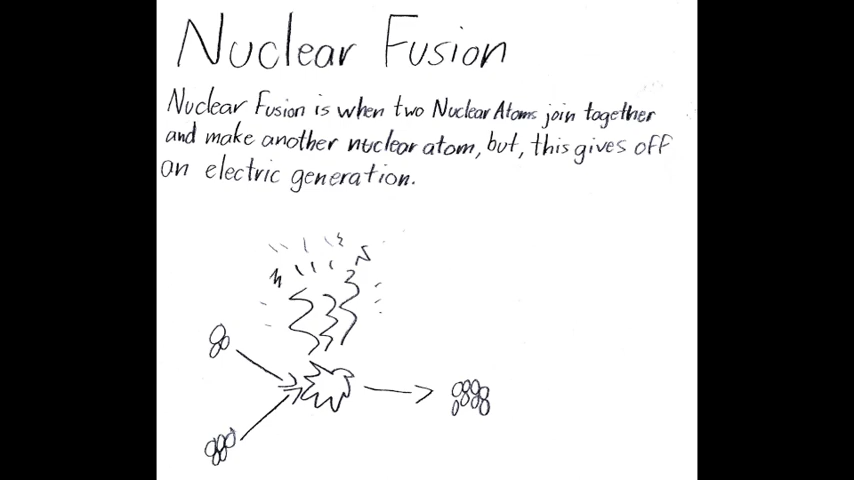 Nuclear Fusion
Nuclear Fusion is when two Nuclear Atoms join together
and make another nuclear atom, but, this gives off
an electric generation.